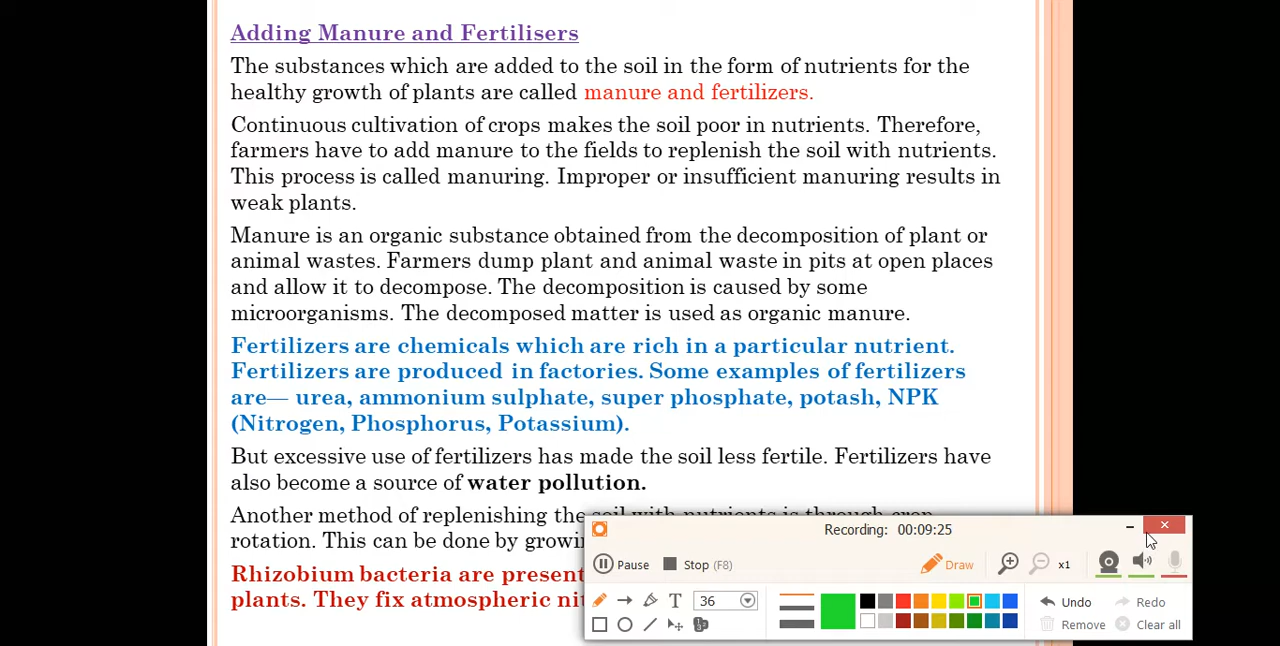 Adding Manure and Fertilisers
The substances which are added to the soil in the form of nutrients for the
healthy growth of plants are called manure and fertilizers.
Continuous cultivation of crops makes the soil poor in nutrients. Therefore,
farmers have to add manure to the fields to replenish the soil with nutrients.
This process is called manuring. Improper or insufficient manuring results in
weak plants.
Manure is an organic substance obtained from the decomposition of plant or
animal wastes. Farmers dump plant and animal waste in pits at open places
and allow it to decompose. The decomposition is caused by some
microorganisms. The decomposed matter is used as organic manure.
Fertilizers are chemicals which are rich in a particular nutrient.
Fertilizers are produced in factories. Some examples of fertilizers
are— urea, ammonium sulphate, super phosphate, potash, NPK
(Nitrogen, Phosphorus, Potassium).
But excessive use of fertilizers has made the soil less fertile. Fertilizers have
also become a source of water pollution.
Another method of replenishing the soil with nutrients is through crop
rotation. This can be done by
Rhizobium bacteria are present
plants. They fix atmospheric
Recording: 00:09:25
Pause Stop (F8) Draw x1
T 36 Undo Redo
Remove Clear all